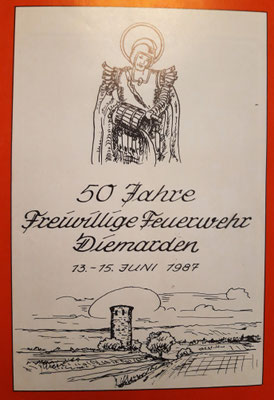 50 Jahre
Freiwillige Feuerwehr
Diemarden
13.-15. JUNI 1987